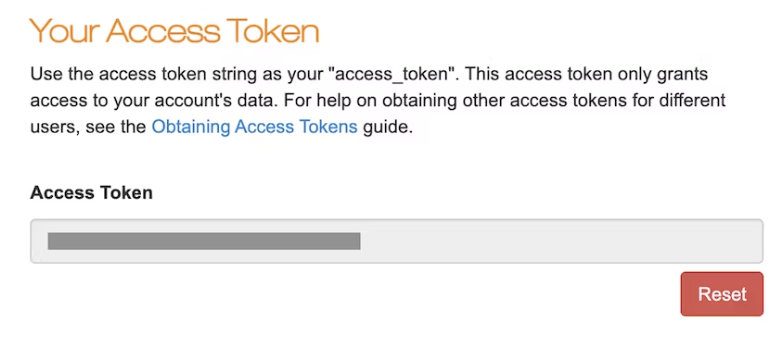 Your Access Token
Use the access token string as your "access_token". This access token only grants
access to your account's data. For help on obtaining other access tokens for different
users, see the Obtaining Access Tokens guide.
Access Token
Reset